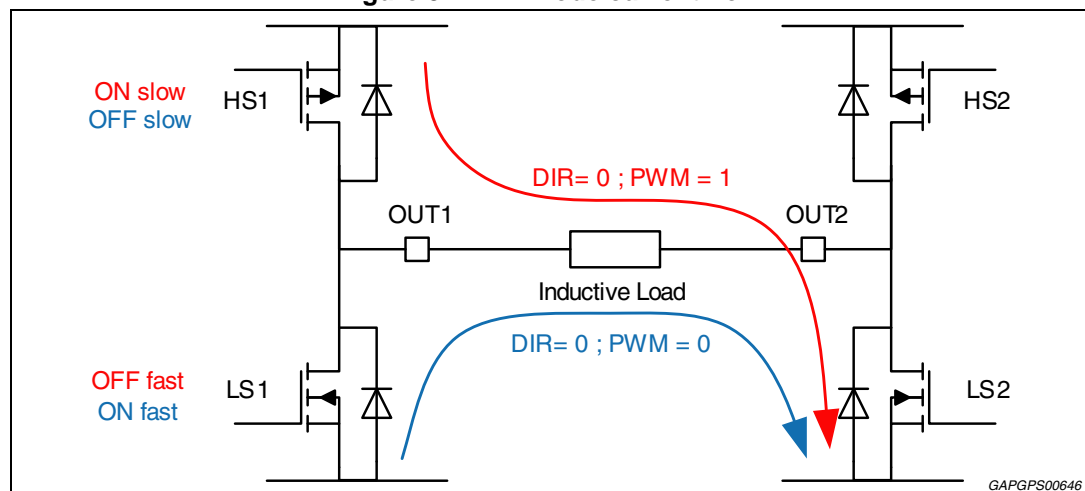 ON slow
OFF slow
HS1
HS2
DIR= 0 ; PWM = 1
OUT1
OUT2
Inductive Load
DIR= 0 ; PWM = 0
OFF fast
ON fast
LS1
LS2
GAPGPS00646